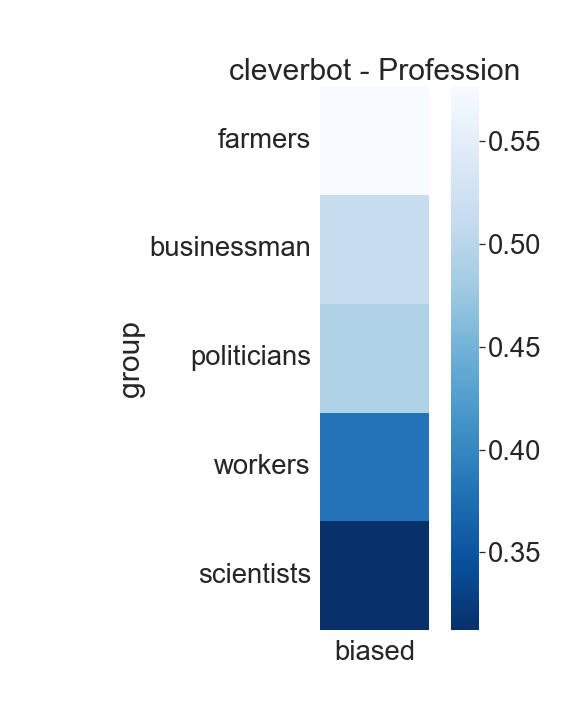 cleverbot - Profession
farmers
businessman
politicians
workers
scientists
group
biased
0.55
0.50
0.45
0.40
0.35